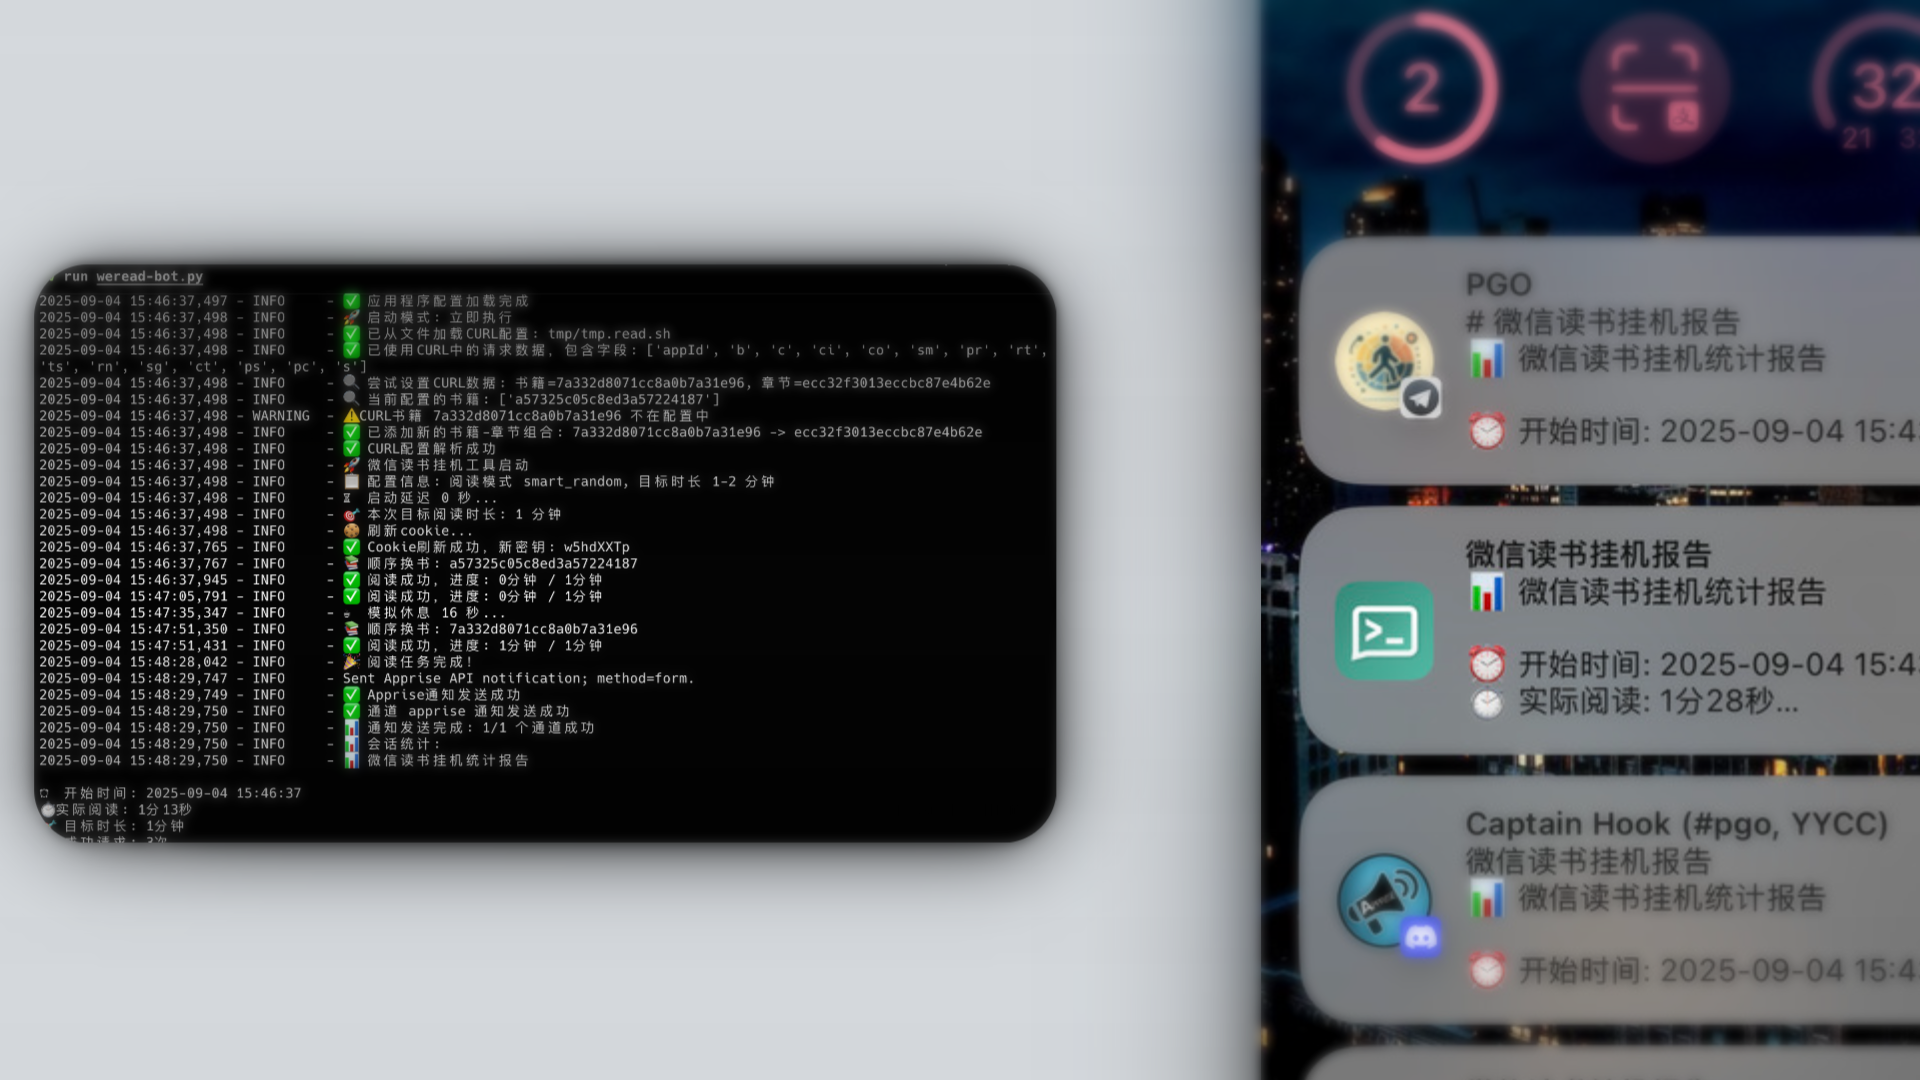 run weread-bot.py
2025-09-04 15:46:37,497 - INFO - ✅ 应用程序配置加载完成
2025-09-04 15:46:37,498 - INFO - 🚀 启动模式: 立即执行
2025-09-04 15:46:37,498 - INFO - ✅ 已从文件加载CURL配置: tmp/tmp.read.sh
2025-09-04 15:46:37,498 - INFO - ✅ 已使用CURL中的请求数据, 包含字段: ['appId', 'b', 'c', 'ci', 'co', 'sm', 'pr', 'rt',
'ts', 'rn', 'sg', 'ct', 'ps', 'pc', 's']
2025-09-04 15:46:37,498 - INFO - 🔍 尝试设置CURL数据: 书籍=7a332d8071cc8a0b7a31e96, 章节=ecc32f3013eccbc87e4b62e
2025-09-04 15:46:37,498 - INFO - 🔍 当前配置的书籍: ['a57325c05c8ed3a57224187']
2025-09-04 15:46:37,498 - WARNING - ⚠️CURL书籍 7a332d8071cc8a0b7a31e96 不在配置中
2025-09-04 15:46:37,498 - INFO - ✅ 已添加新的书籍-章节组合: 7a332d8071cc8a0b7a31e96 -> ecc32f3013eccbc87e4b62e
2025-09-04 15:46:37,498 - INFO - ✅ CURL配置解析成功
2025-09-04 15:46:37,498 - INFO - 🚀 微信读书挂机工具启动
2025-09-04 15:46:37,498 - INFO - 📋 配置信息: 阅读模式 smart_random, 目标时长 1-2 分钟
2025-09-04 15:46:37,498 - INFO - ⏳ 启动延迟 0 秒...
2025-09-04 15:46:37,498 - INFO - 🎯 本次目标阅读时长: 1 分钟
2025-09-04 15:46:37,498 - INFO - 🍪 刷新cookie...
2025-09-04 15:46:37,765 - INFO - ✅ Cookie刷新成功, 新密钥: w5hdXXTp
2025-09-04 15:46:37,767 - INFO - 📚 顺序换书: a57325c05c8ed3a57224187
2025-09-04 15:46:37,945 - INFO - ✅ 阅读成功, 进度: 0分钟 / 1分钟
2025-09-04 15:47:05,791 - INFO - ✅ 阅读成功, 进度: 0分钟 / 1分钟
2025-09-04 15:47:35,347 - INFO - ☕ 模拟休息 16 秒...
2025-09-04 15:47:51,350 - INFO - 📚 顺序换书: 7a332d8071cc8a0b7a31e96
2025-09-04 15:47:51,431 - INFO - ✅ 阅读成功, 进度: 1分钟 / 1分钟
2025-09-04 15:48:28,042 - INFO - 🎉 阅读任务完成!
2025-09-04 15:48:29,747 - INFO - Sent Apprise API notification; method=form.
2025-09-04 15:48:29,749 - INFO - ✅ Apprise通知发送成功
2025-09-04 15:48:29,750 - INFO - ✅ 通道 apprise 通知发送成功
2025-09-04 15:48:29,750 - INFO - 📊 通知发送完成: 1/1 个通道成功
2025-09-04 15:48:29,750 - INFO - 📊 会话统计:
2025-09-04 15:48:29,750 - INFO - 📊 微信读书挂机统计报告
⏰ 开始时间: 2025-09-04 15:46:37
⏱️实际阅读: 1分13秒
目标时长: 1分钟
成功请求: 3次
2
32
21
PGO
# 微信读书挂机报告
📊 微信读书挂机统计报告
⏰ 开始时间: 2025-09-04 15:4
微信读书挂机报告
📊 微信读书挂机统计报告
⏰ 开始时间: 2025-09-04 15:4
⏱️ 实际阅读: 1分28秒...
Captain Hook (#pgo, YYCC)
微信读书挂机报告
📊 微信读书挂机统计报告
⏰ 开始时间: 2025-09-04 15:4